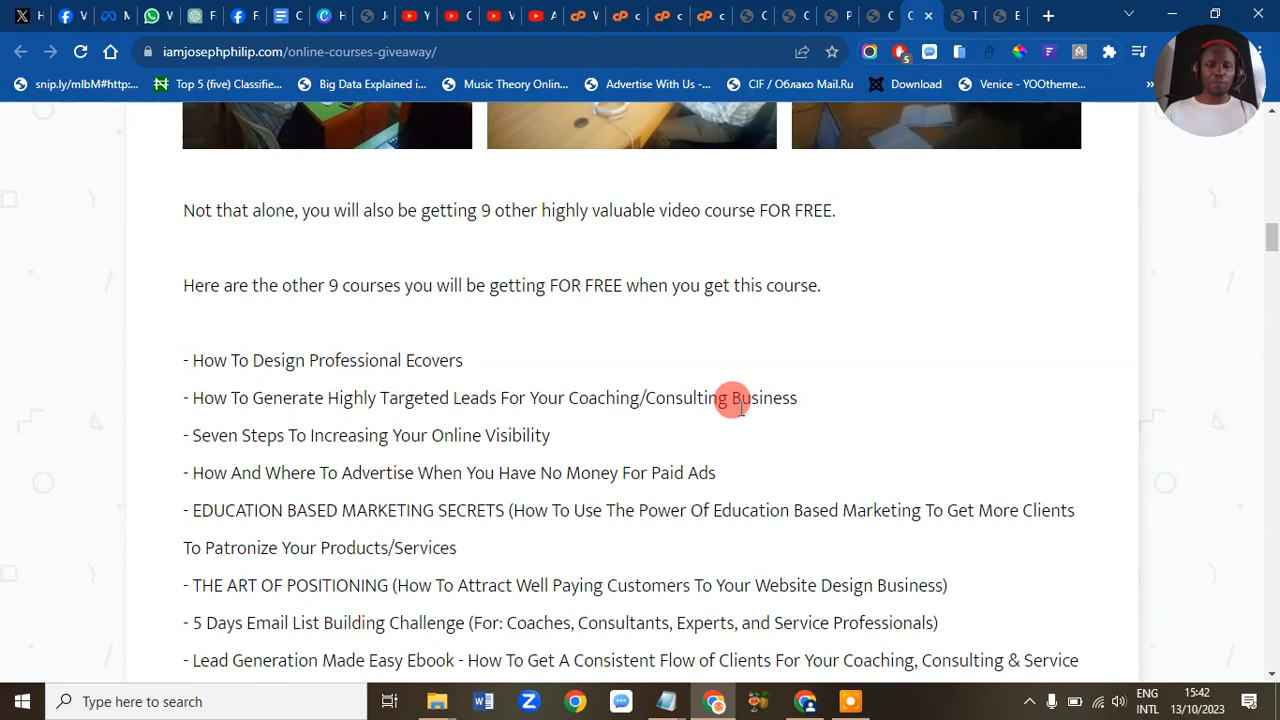 iamjosephphilip.com/online-courses-giveaway/
snip.ly/mlbM#http:...
Top 5 (five) Classifie...
Big Data Explained i...
Music Theory Onlin...
Advertise With Us -...
CIF / Облако Mail.Ru
Download
Venice - YOOtheme...
Not that alone, you will also be getting 9 other highly valuable video course FOR FREE.
Here are the other 9 courses you will be getting FOR FREE when you get this course.
- How To Design Professional Ecovers
- How To Generate Highly Targeted Leads For Your Coaching/Consulting Business
- Seven Steps To Increasing Your Online Visibility
- How And Where To Advertise When You Have No Money For Paid Ads
- EDUCATION BASED MARKETING SECRETS (How To Use The Power Of Education Based Marketing To Get More Clients
To Patronize Your Products/Services
- THE ART OF POSITIONING (How To Attract Well Paying Customers To Your Website Design Business)
- 5 Days Email List Building Challenge (For: Coaches, Consultants, Experts, and Service Professionals)
- Lead Generation Made Easy Ebook - How To Get A Consistent Flow of Clients For Your Coaching, Consulting & Service
Type here to search
ENG
INTL
15:42
13/10/2023